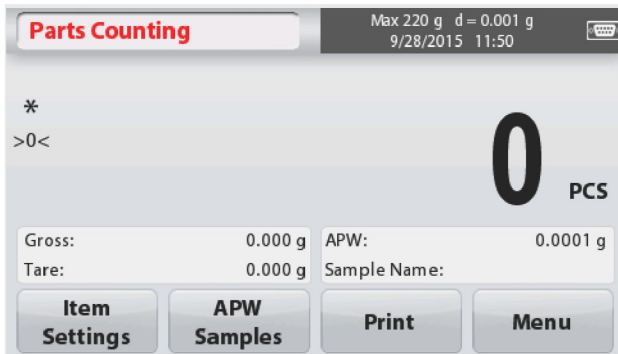 Parts Counting
Max 220 g d=0.001 g
9/28/2015 11:50
*
>0<
0 PCS
Gross: 0.000 g
Tare: 0.000 g
APW: 0.0001 g
Sample Name:
Item Settings
APW Samples
Print
Menu